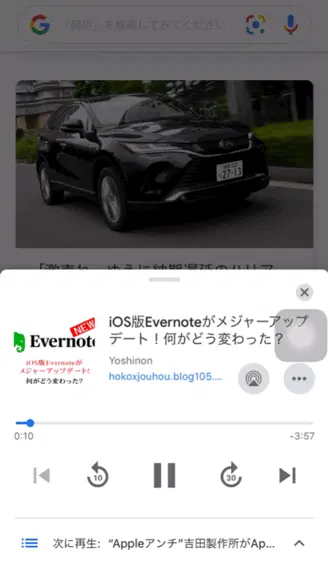 「臨版」を検索してみてください
27-13
「激売れ」ゆえに納期遅延のハリアー
NEW
Evernote
iOS版Evernoteが
メジャーアップデート!
何がどう変わった?
iOS版Evernoteがメジャーアップ
デート！何がどう変わった？
Yoshinon
hokoxjouhou.blog105....
0:10
-3:57
10
30
次に再生: “Appleアンチ”吉田製作所がAp...